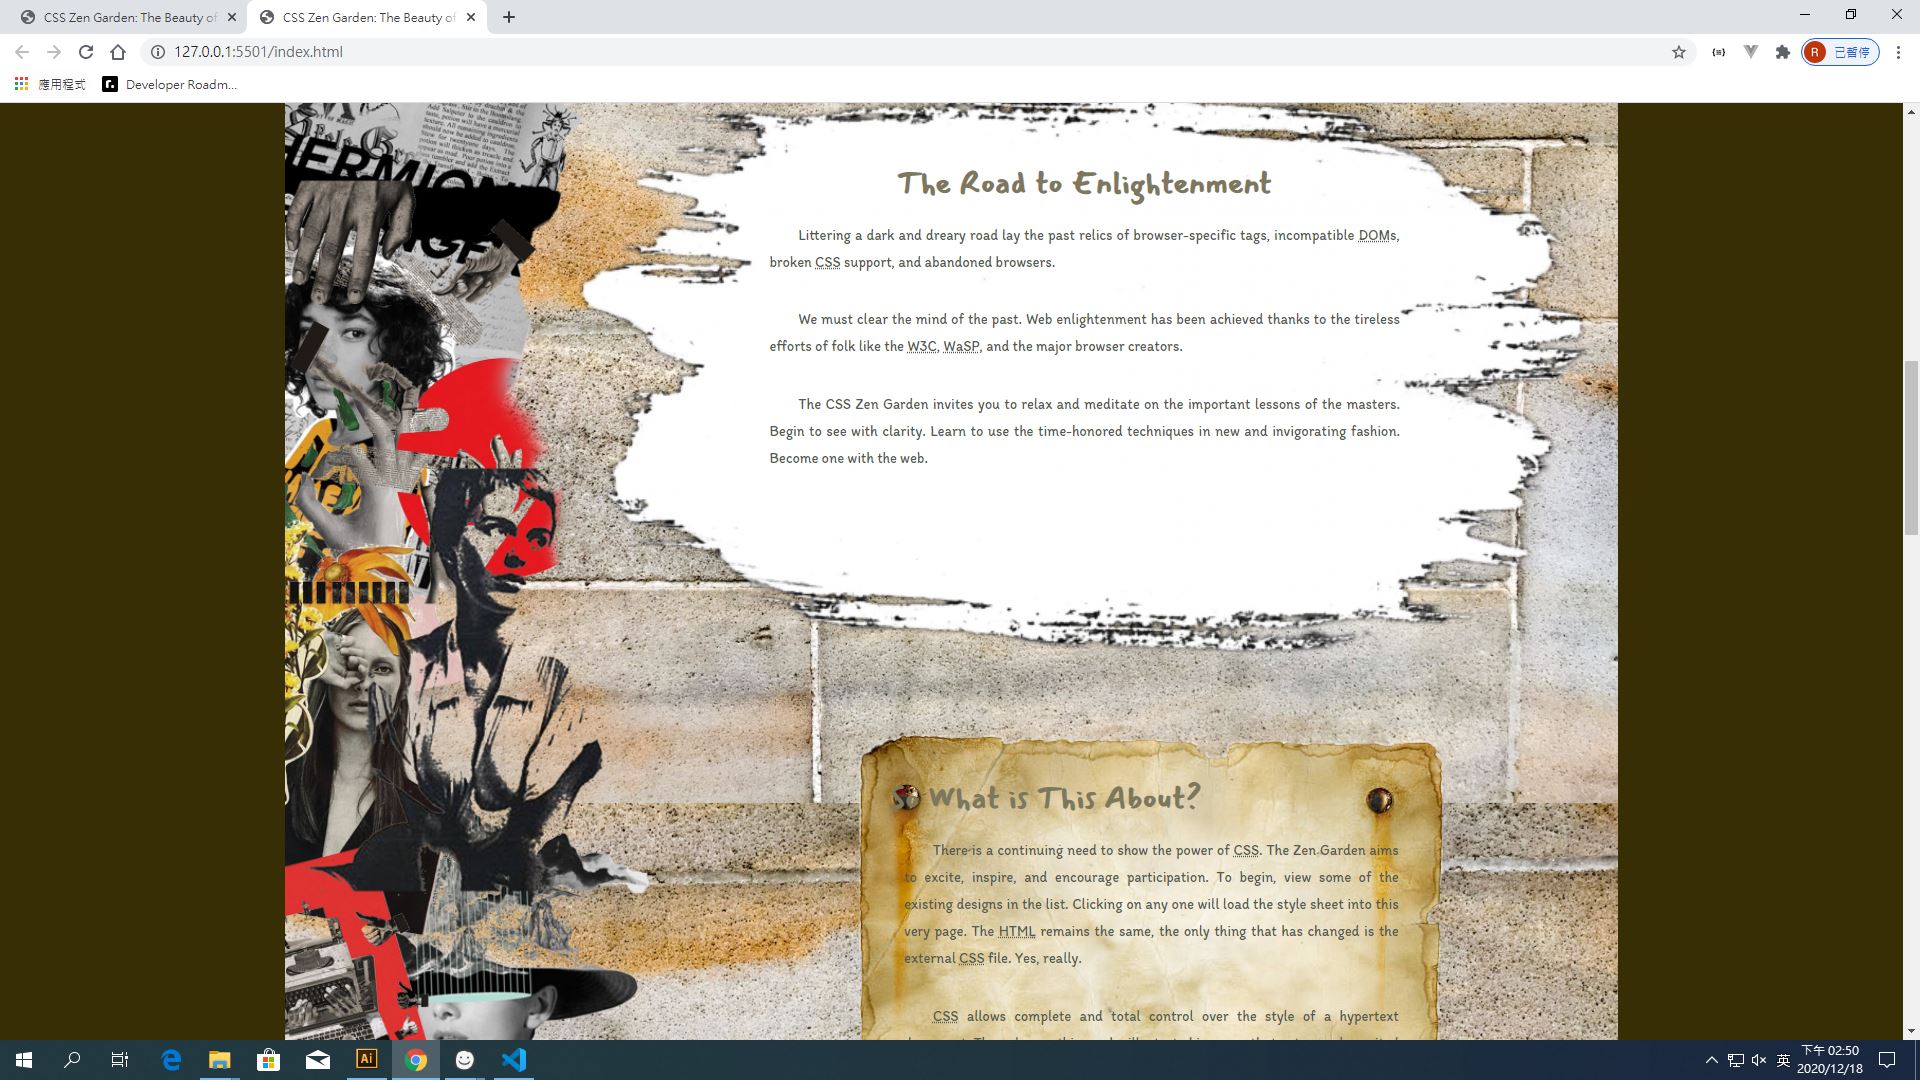 CSS Zen Garden: The Beauty of
CSS Zen Garden: The Beauty of
127.0.0.1:5501/index.html
R 已暫停
應用程式
Developer Roadm...
HERMION
The Road to Enlightenment
Littering a dark and dreary road lay the past relics of browser-specific tags, incompatible DOMs,
broken CSS support, and abandoned browsers.
We must clear the mind of the past. Web enlightenment has been achieved thanks to the tireless
efforts of folk like the W3C, WaSP, and the major browser creators.
The CSS Zen Garden invites you to relax and meditate on the important lessons of the masters.
Begin to see with clarity. Learn to use the time-honored techniques in new and invigorating fashion.
Become one with the web.
So What is This About?
There is a continuing need to show the power of CSS. The Zen Garden aims
to excite, inspire, and encourage participation. To begin, view some of the
existing designs in the list. Clicking on any one will load the style sheet into this
very page. The HTML remains the same, the only thing that has changed is the
external CSS file. Yes, really.
CSS allows complete and total control over the style of a hypertext
Ai
英
下午 02:50
2020/12/18